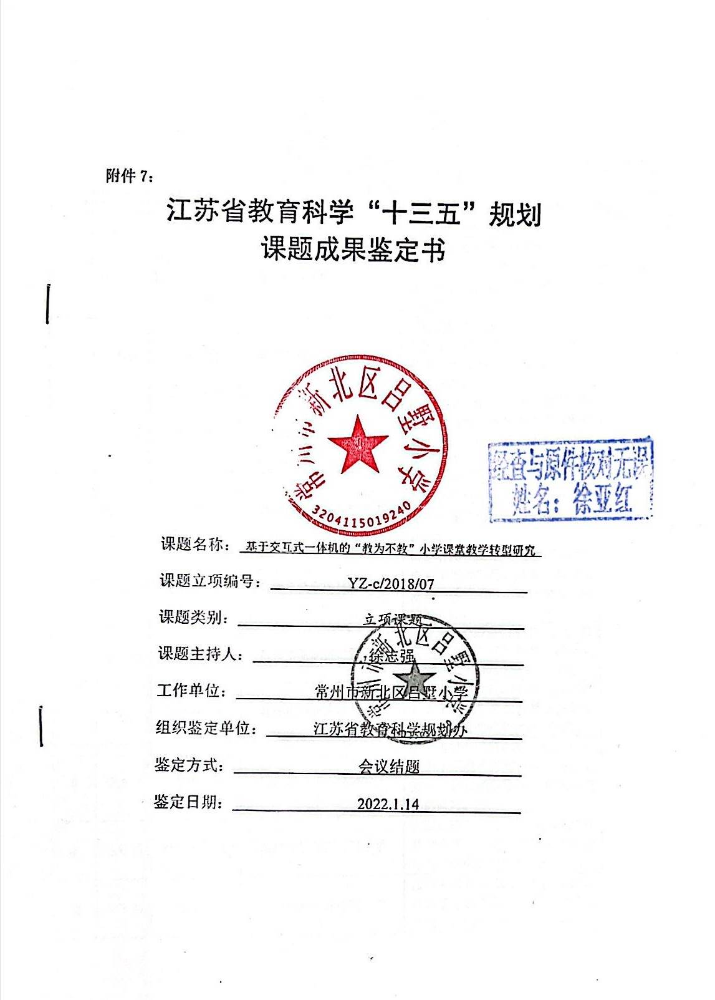 附件 7：
江苏省教育科学“十三五”规划
课题成果鉴定书
常州市新北区吕墅小学
3204115019240
经查与原件核对无误
姓名：徐亚红
课题名称：基于交互式一体机的“教为不教”小学课堂教学转型研究
课题立项编号：YZ-c/2018/07
课题类别：立项课题
课题主持人：徐志强
工作单位：常州市新北区吕墅小学
组织鉴定单位：江苏省教育科学规划办
鉴定方式：会议结题
鉴定日期：2022.1.14
常州市新北区吕墅小学